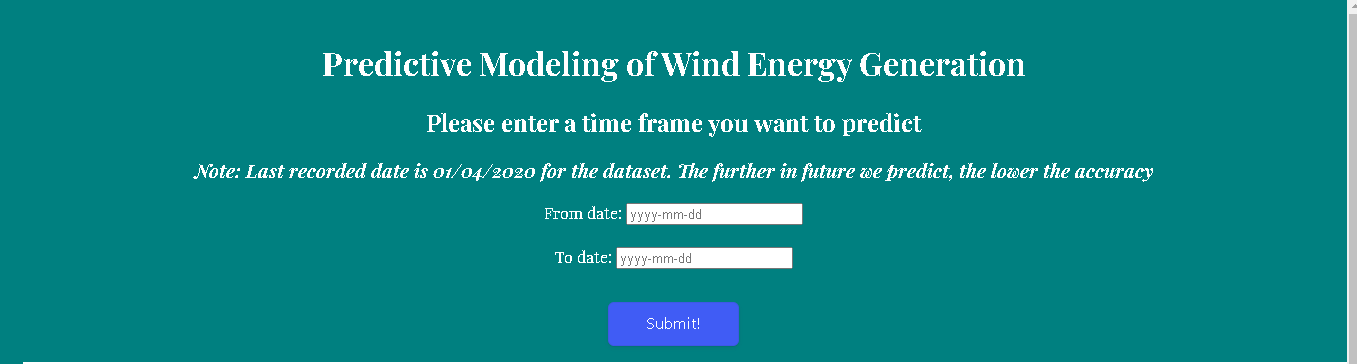 Predictive Modeling of Wind Energy Generation
Please enter a time frame you want to predict
Note: Last recorded date is 01/04/2020 for the dataset. The further in future we predict, the lower the accuracy
From date: yyyy-mm-dd
To date: yyyy-mm-dd
Submit!